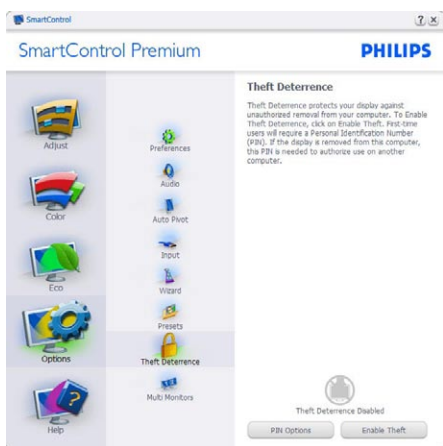 SmartControl
SmartControl Premium
PHILIPS
Adjust
Color
Eco
Options
Help
Preferences
Audio
Auto Pivot
Input
Wizard
Presets
Theft Deterrence
Multi Monitors
Theft Deterrence
Theft Deterrence protects your display against
unauthorized removal from your computer. To Enable
Theft Deterrence, click on Enable Theft. First-time
users will require a Personal Identification Number
(PIN). If the display is removed from this computer,
this PIN is needed to authorize use on another
computer.
Theft Deterrence Disabled
PIN Options
Enable Theft